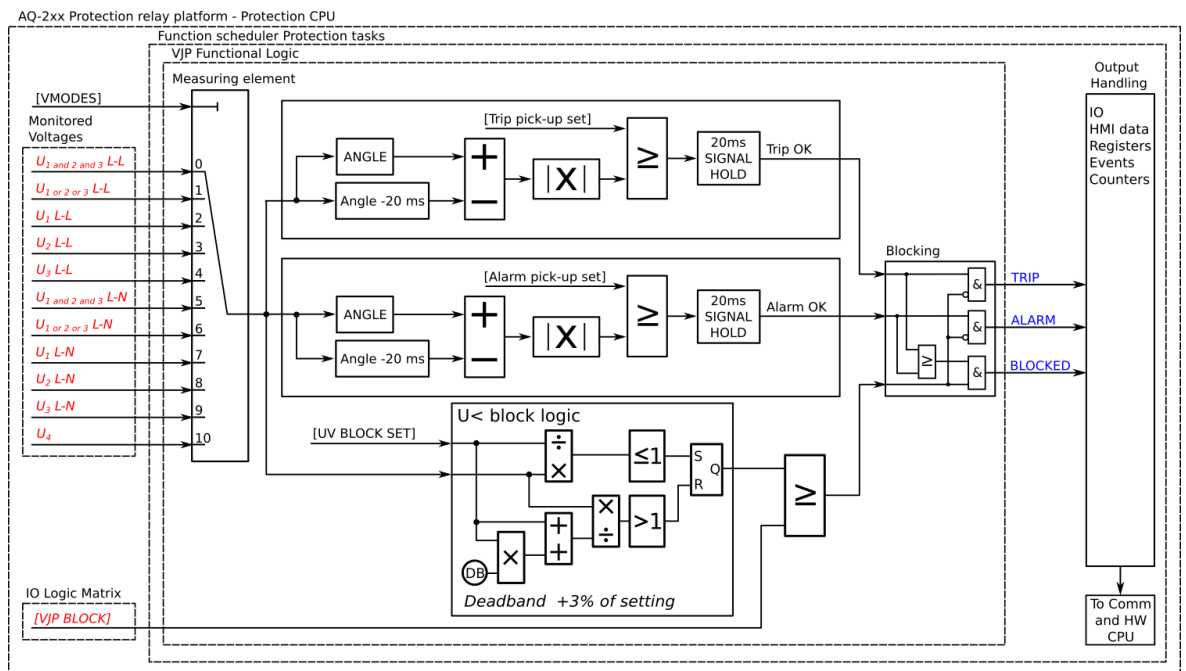 AQ-2xx Protection relay platform - Protection CPU
Function scheduler Protection tasks
VJP Functional Logic
Measuring element
[VMODES]
Monitored
Voltages
U1 and 2 and 3 L-L
U1 or 2 or 3 L-L
U1 L-L
U2 L-L
U3 L-L
U1 and 2 and 3 L-N
U1 or 2 or 3 L-N
U1 L-N
U2 L-N
U3 L-N
U4
0
1
2
3
4
5
6
7
8
9
10
[Trip pick-up set]
ANGLE
Angle -20 ms
+
−
|X|
≥
20ms
SIGNAL
HOLD
Trip OK
[Alarm pick-up set]
ANGLE
Angle -20 ms
+
−
|X|
≥
20ms
SIGNAL
HOLD
Alarm OK
U< block logic
[UV BLOCK SET]
÷
×
≤1
S
R
Q
×
÷
>1
+
+
×
DB
Deadband +3% of setting
≥
Blocking
&
&
≥
&
TRIP
ALARM
BLOCKED
Output
Handling
IO
HMI data
Registers
Events
Counters
To Comm
and HW
CPU
IO Logic Matrix
[VJP BLOCK]